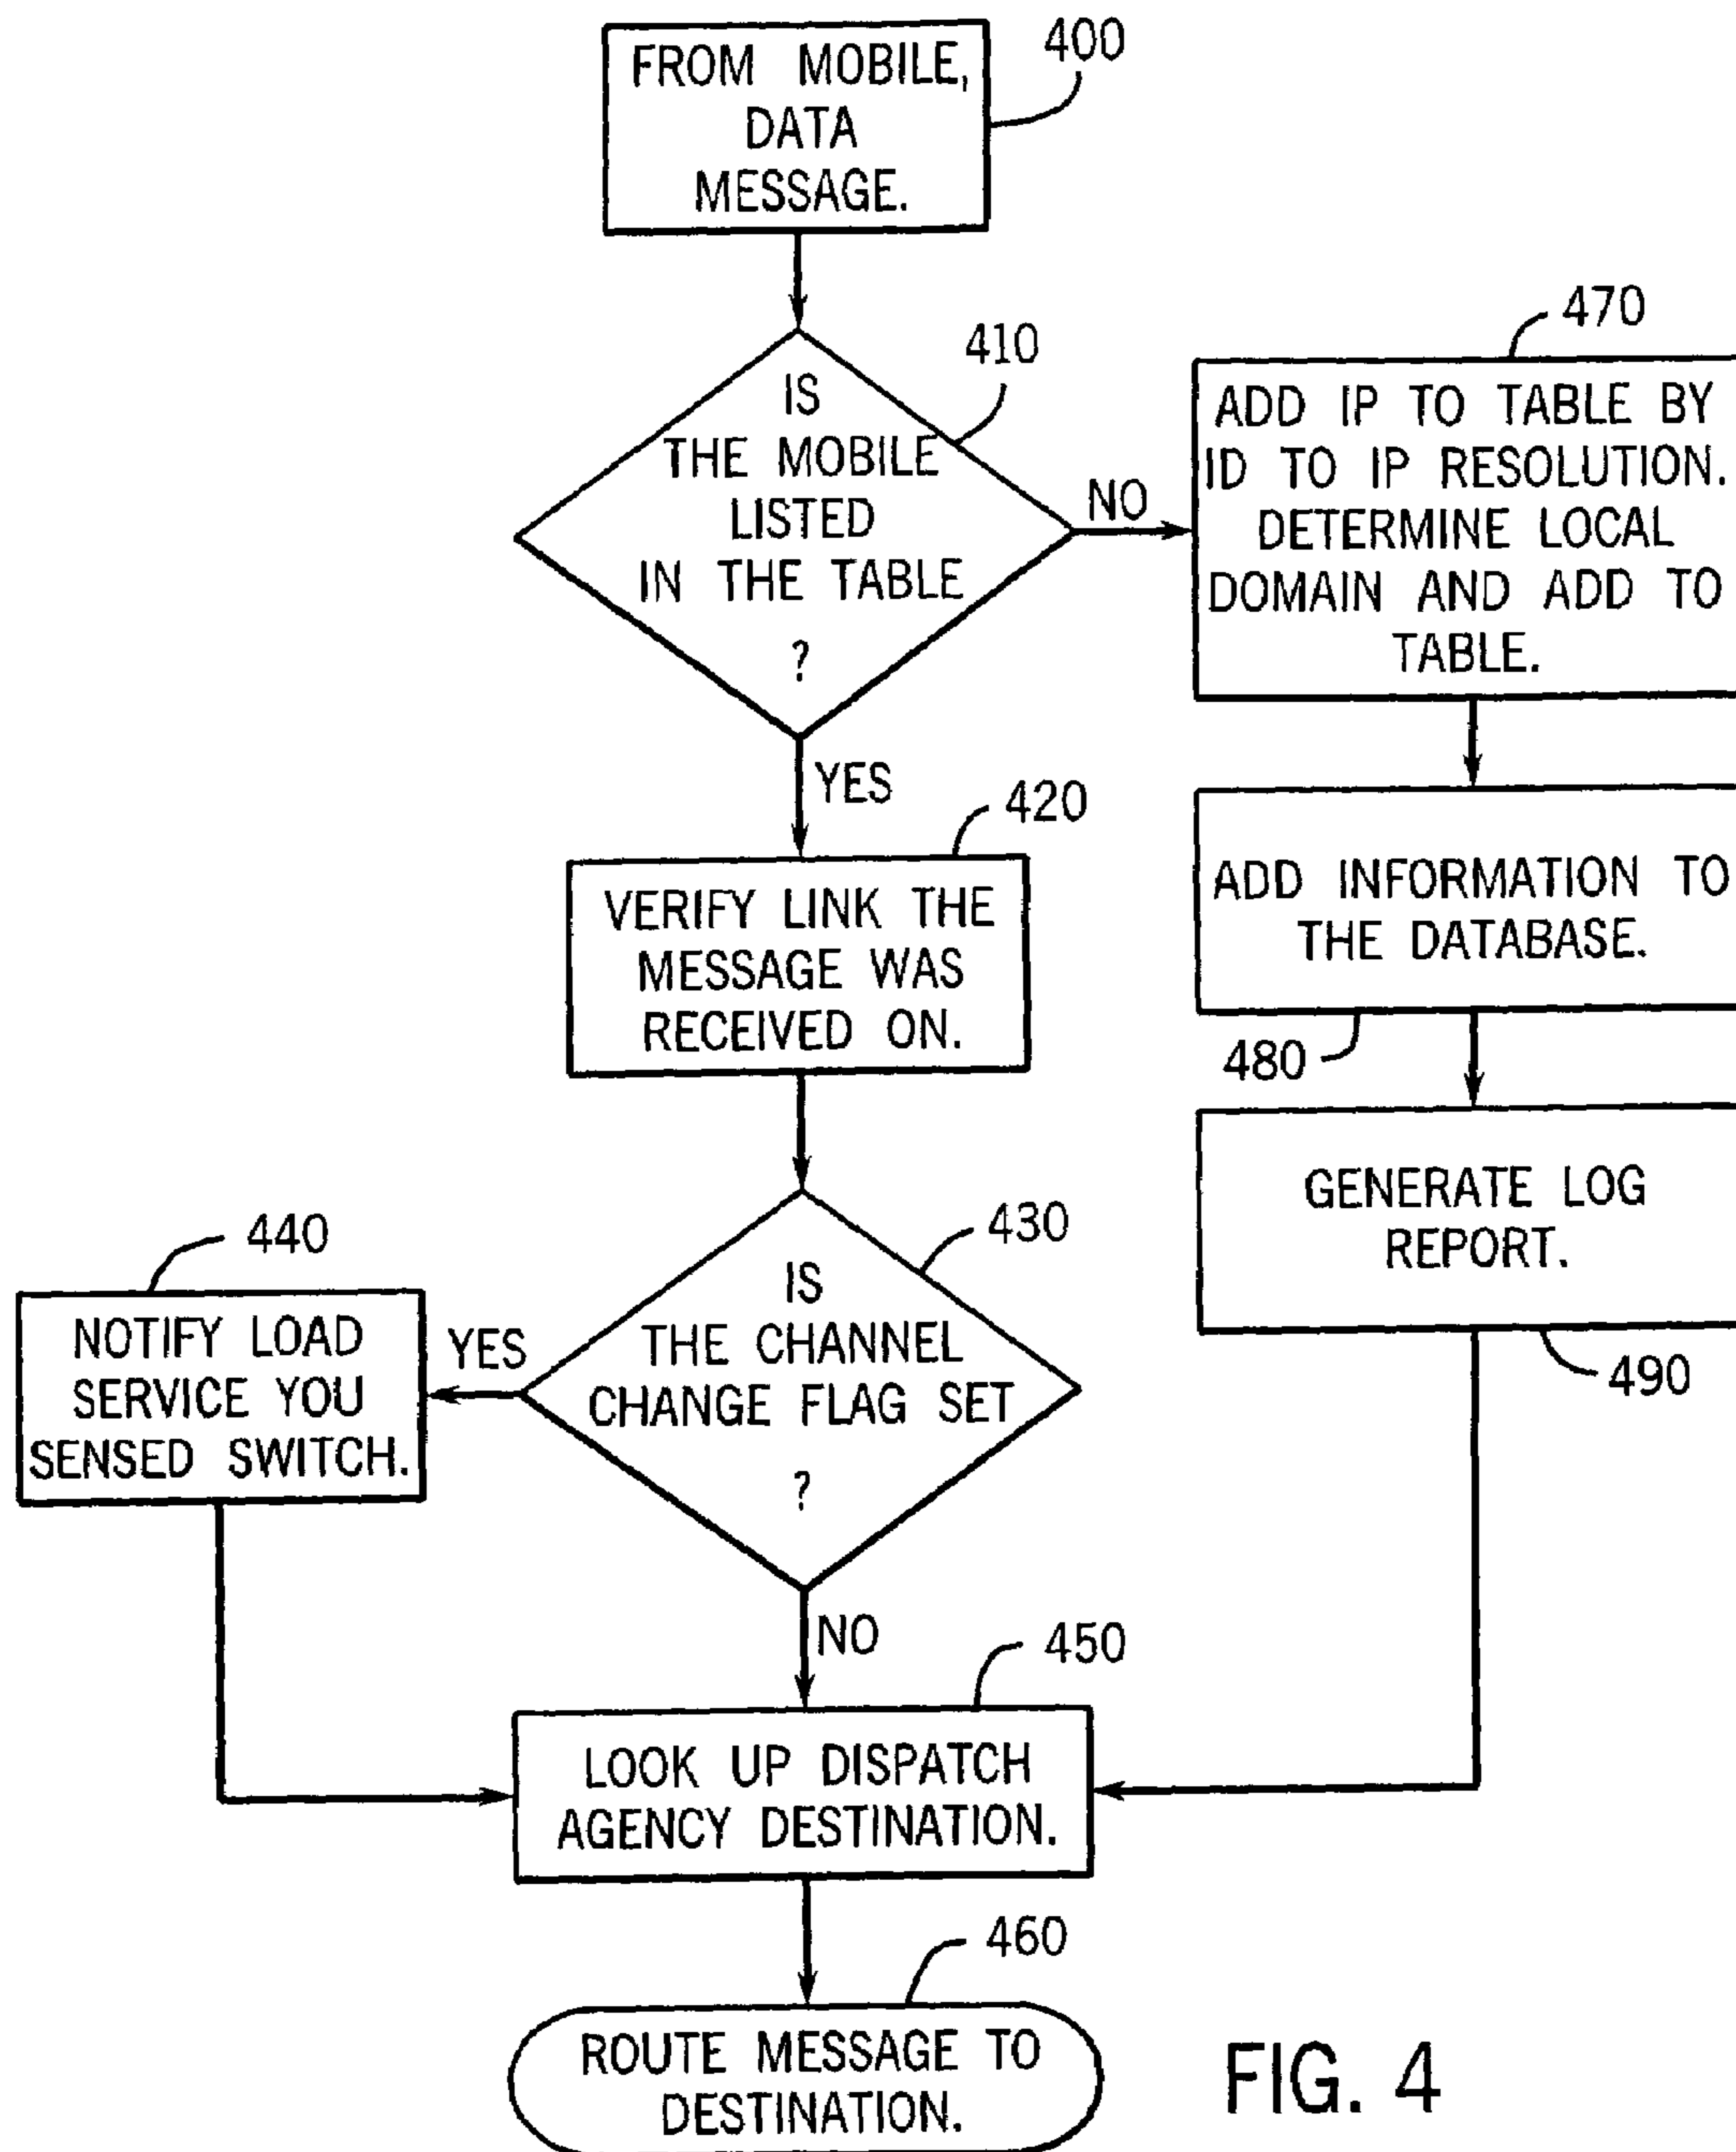 FROM MOBILE,
DATA
MESSAGE.
400
IS
THE MOBILE
LISTED
IN THE TABLE
?
410
NO
YES
470
ADD IP TO TABLE BY
ID TO IP RESOLUTION.
DETERMINE LOCAL
DOMAIN AND ADD TO
TABLE.
420
VERIFY LINK THE
MESSAGE WAS
RECEIVED ON.
ADD INFORMATION TO
THE DATABASE.
480
430
IS
THE CHANNEL
CHANGE FLAG SET
?
YES
NO
440
NOTIFY LOAD
SERVICE YOU
SENSED SWITCH.
GENERATE LOG
REPORT.
490
450
LOOK UP DISPATCH
AGENCY DESTINATION.
460
ROUTE MESSAGE TO
DESTINATION.
FIG. 4